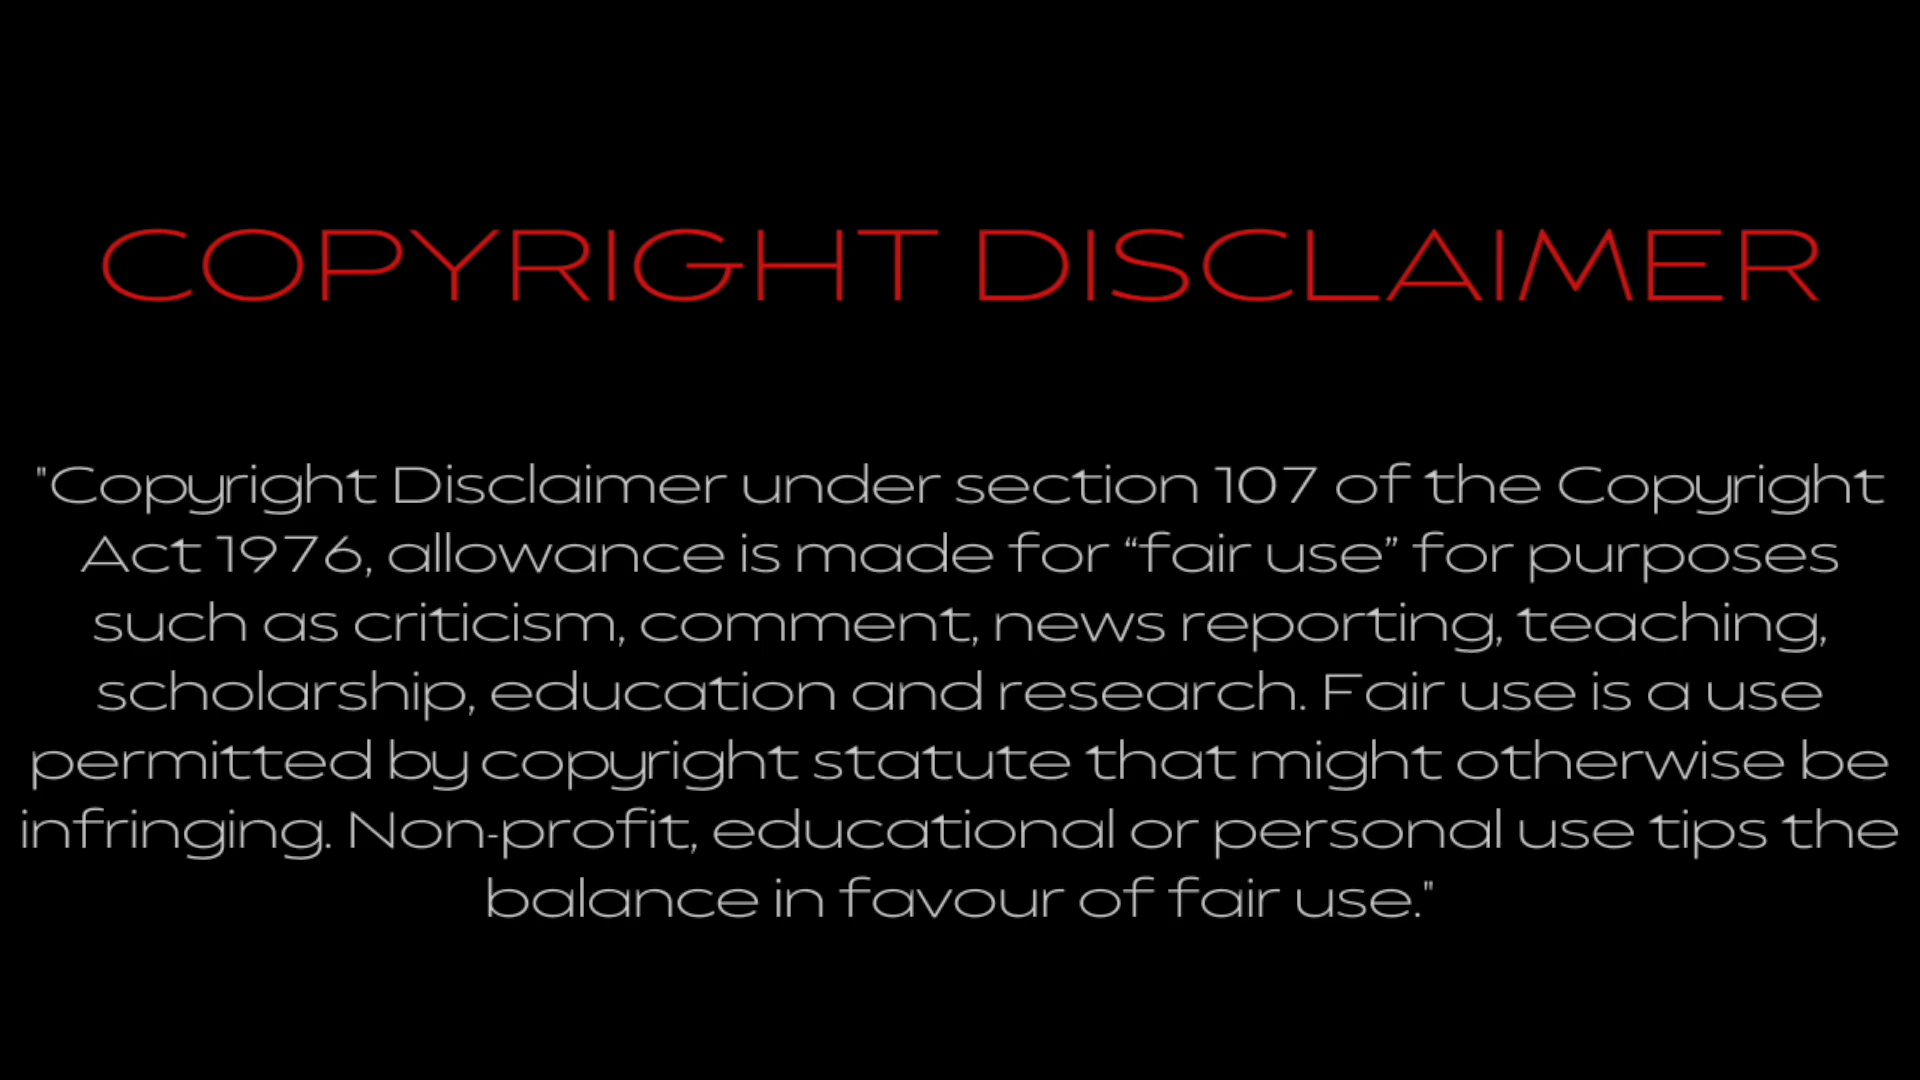 COPYRIGHT DISCLAIMER
"Copyright Disclaimer under section 107 of the Copyright
Act 1976, allowance is made for “fair use” for purposes
such as criticism, comment, news reporting, teaching,
scholarship, education and research. Fair use is a use
permitted by copyright statute that might otherwise be
infringing. Non-profit, educational or personal use tips the
balance in favour of fair use."